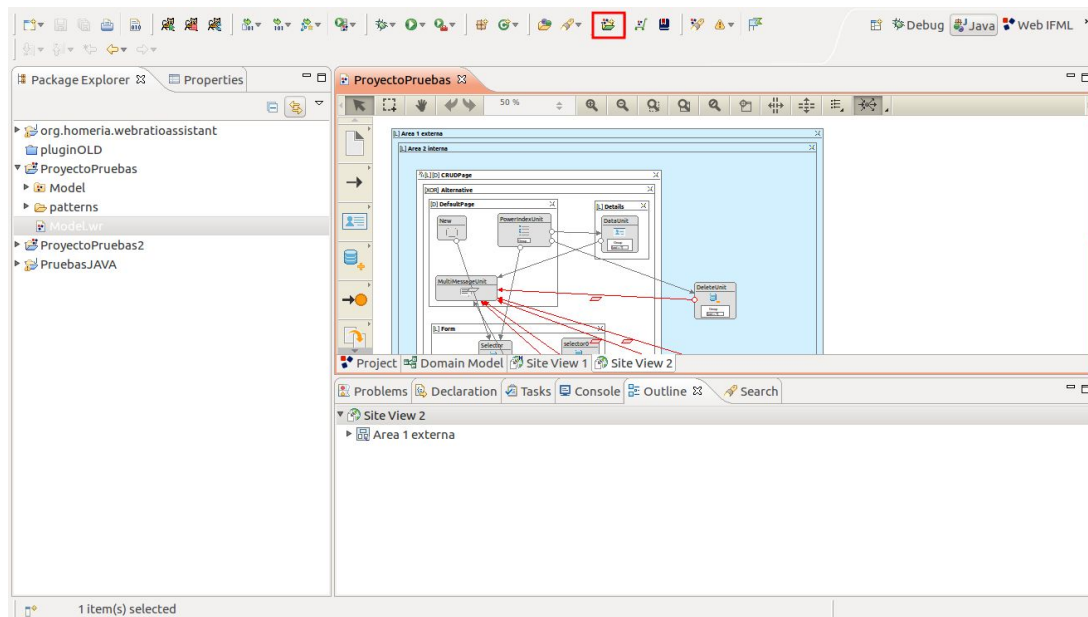 Debug Java Web IFML
Package Explorer Properties
ProyectoPruebas
50 %
org.homeria.webratioassistant
pluginOLD
ProyectoPruebas
Model
patterns
Model.wr
ProyectoPruebas2
PruebasJAVA
[L] Area 1 externa
[L] Area 2 interna
[L] [D] CRUDPage
[XOR] Alternative
[D] DefaultPage
[L] Details
New
PowerIndexUnit
DataUnit
MultiMessageUnit
DeleteUnit
[L] Form
Selector
selector0
Project Domain Model Site View 1 Site View 2
Problems Declaration Tasks Console Outline Search
Site View 2
Area 1 externa
1 item(s) selected